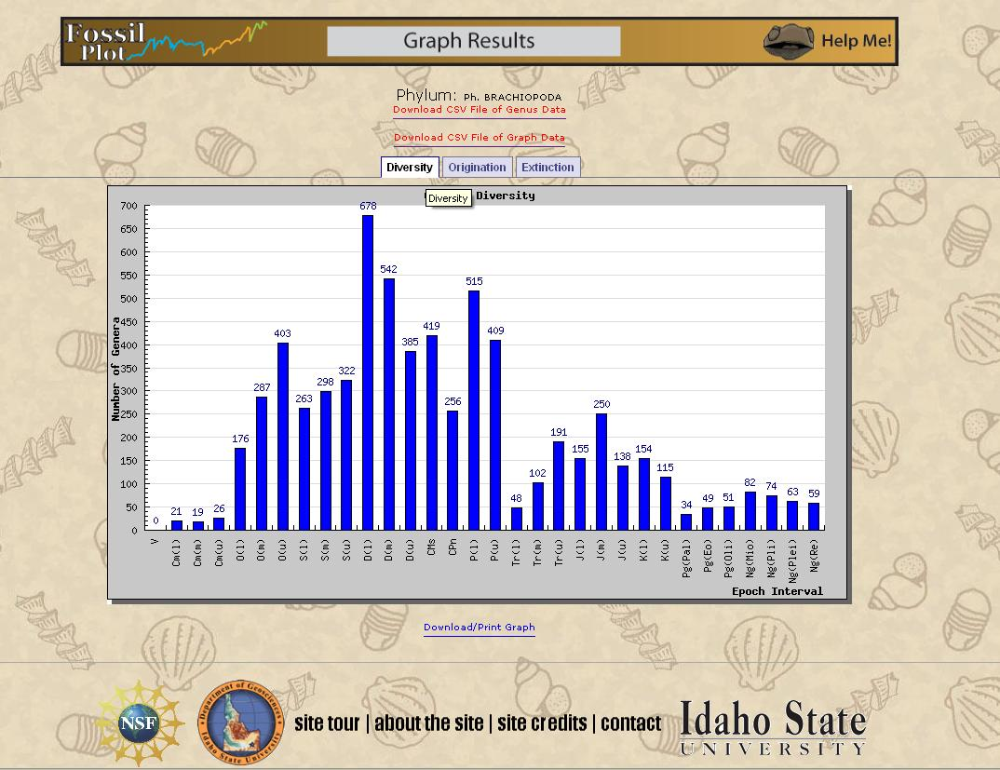 Fossil Plot
Graph Results
Help Me!
Phylum: Ph. BRACHIOPODA
Download CSV File of Genus Data
Download CSV File of Graph Data
Diversity Origination Extinction
Diversity
Diversity
Number of Genera
700
650
600
550
500
450
400
350
300
250
200
150
100
50
0
0 21 19 26 176 287 403 263 298 322 678 542 385 419 256 515 409 48 102 191 155 250 138 154 115 34 49 51 82 74 63 59
V Cm(l) Cm(m) Cm(u) O(l) O(m) O(u) S(l) S(m) S(u) D(l) D(m) D(u) CMs CPn P(l) P(u) Tr(l) Tr(m) Tr(u) J(l) J(m) J(u) K(l) K(u) Pg(Pal) Pg(Eo) Pg(Oli) Ng(Mio) Ng(Pli) Ng(Plei) Ng(Re)
Epoch Interval
Download/Print Graph
NSF
Department of Geosciences
Idaho State University
site tour | about the site | site credits | contact
Idaho State
UNIVERSITY